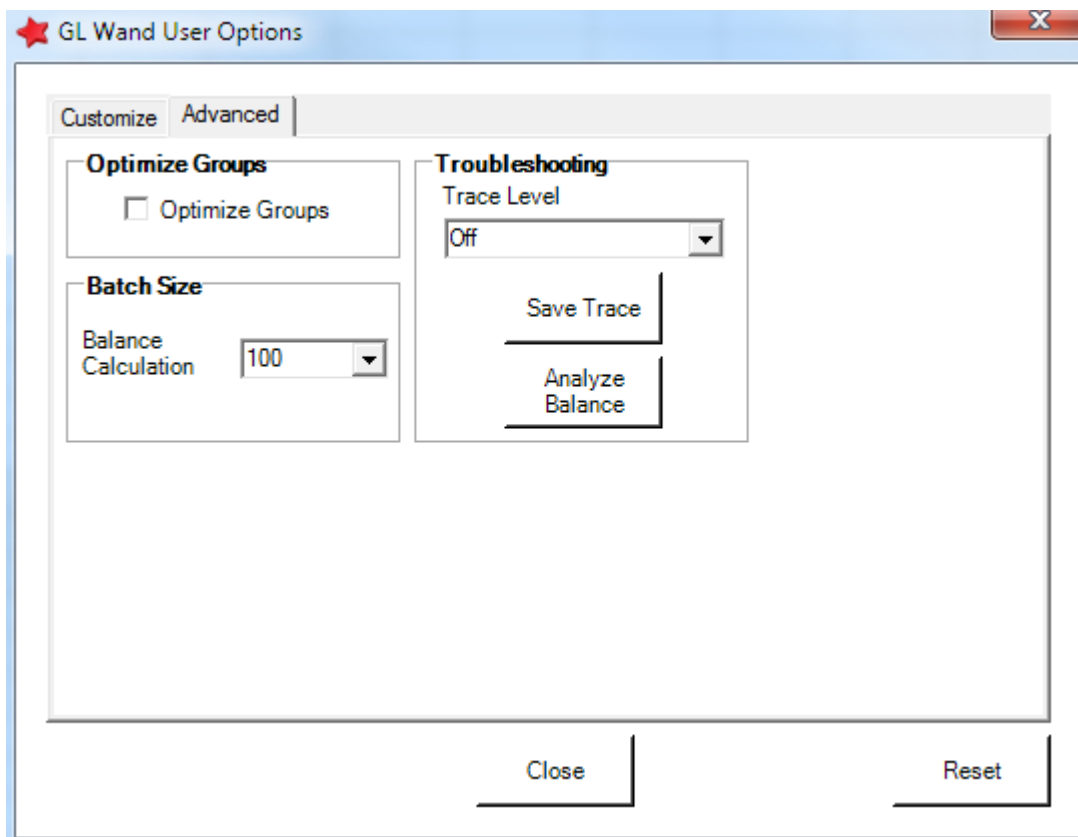 GL Wand User Options
x
Customize
Advanced
Optimize Groups
Optimize Groups
Batch Size
Balance
Calculation
100
Troubleshooting
Trace Level
Off
Save Trace
Analyze
Balance
Close
Reset